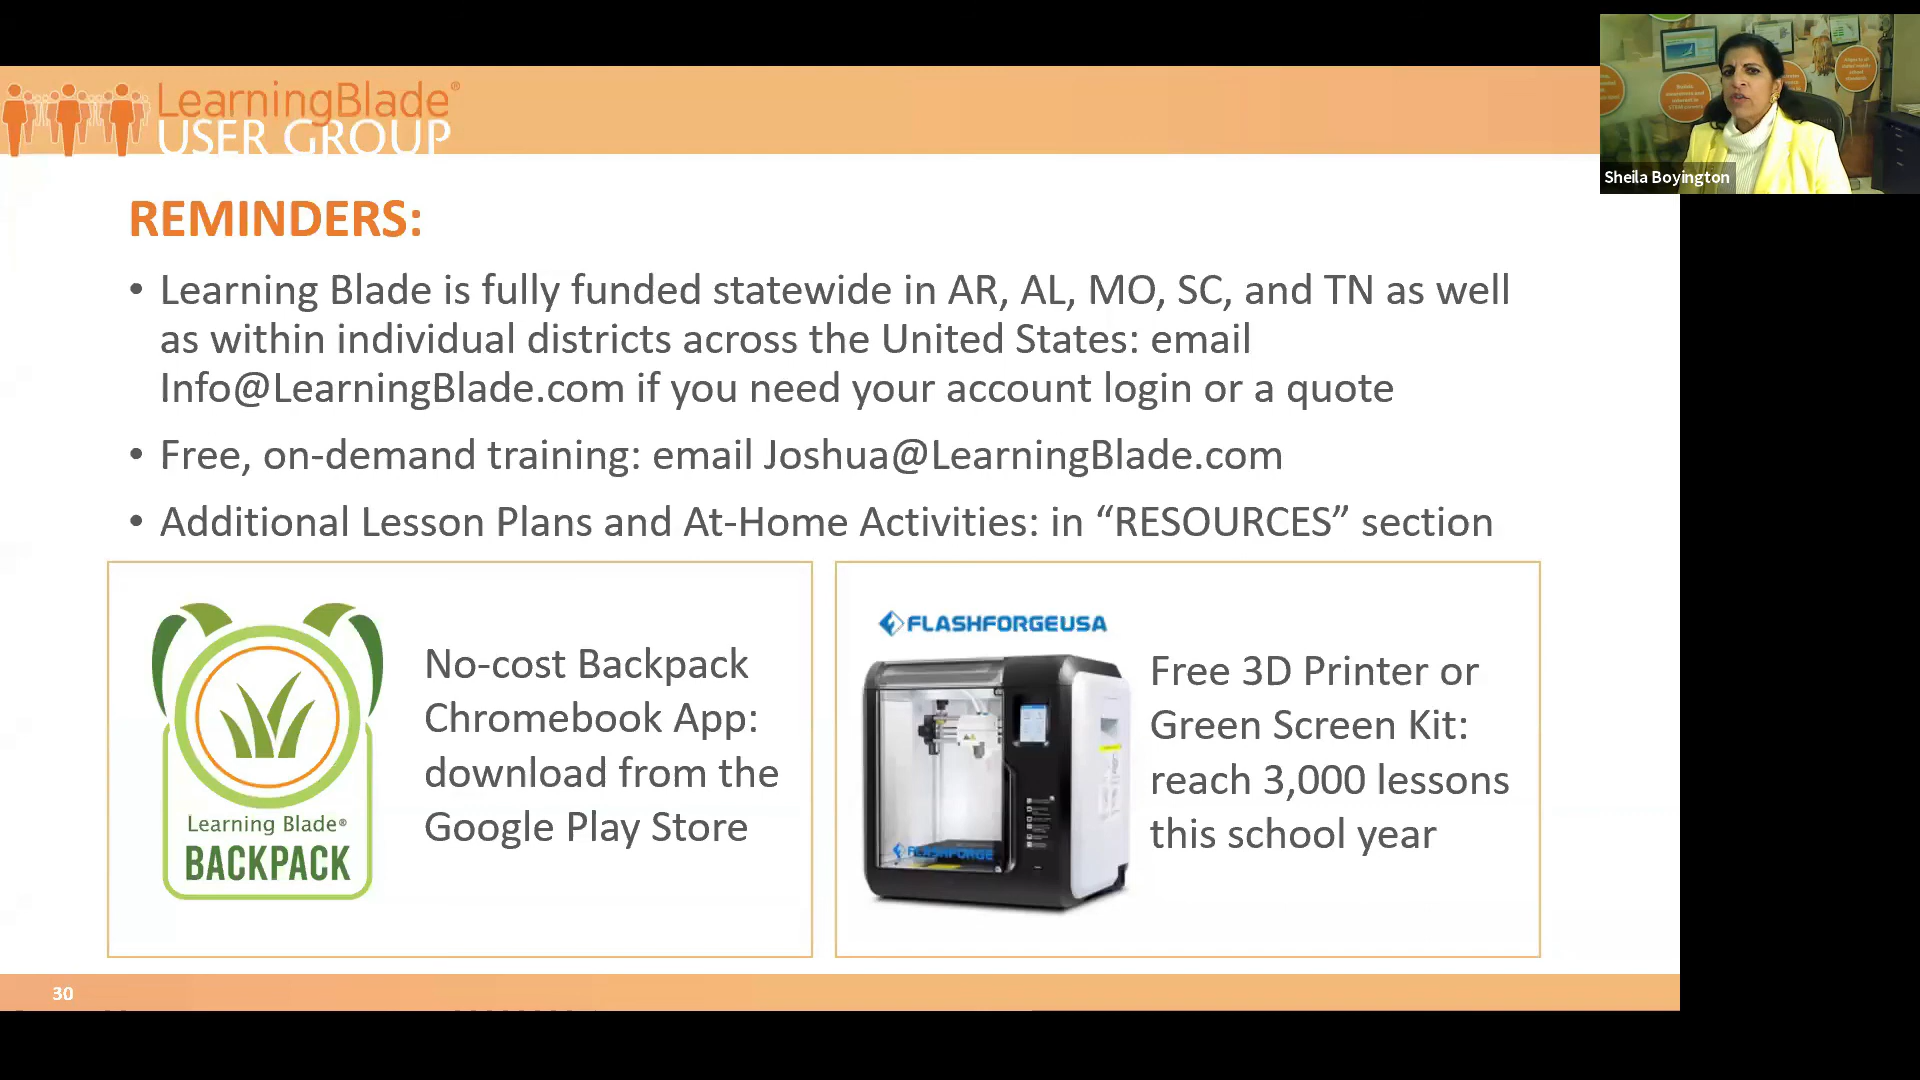 LearningBlade®
USER GROUP
Sheila Boyington
REMINDERS:
• Learning Blade is fully funded statewide in AR, AL, MO, SC, and TN as well
as within individual districts across the United States: email
Info@LearningBlade.com if you need your account login or a quote
• Free, on-demand training: email Joshua@LearningBlade.com
• Additional Lesson Plans and At-Home Activities: in “RESOURCES” section
Learning Blade®
BACKPACK
No-cost Backpack
Chromebook App:
download from the
Google Play Store
FLASHFORGEUSA
FLASHFORGE
Free 3D Printer or
Green Screen Kit:
reach 3,000 lessons
this school year
30